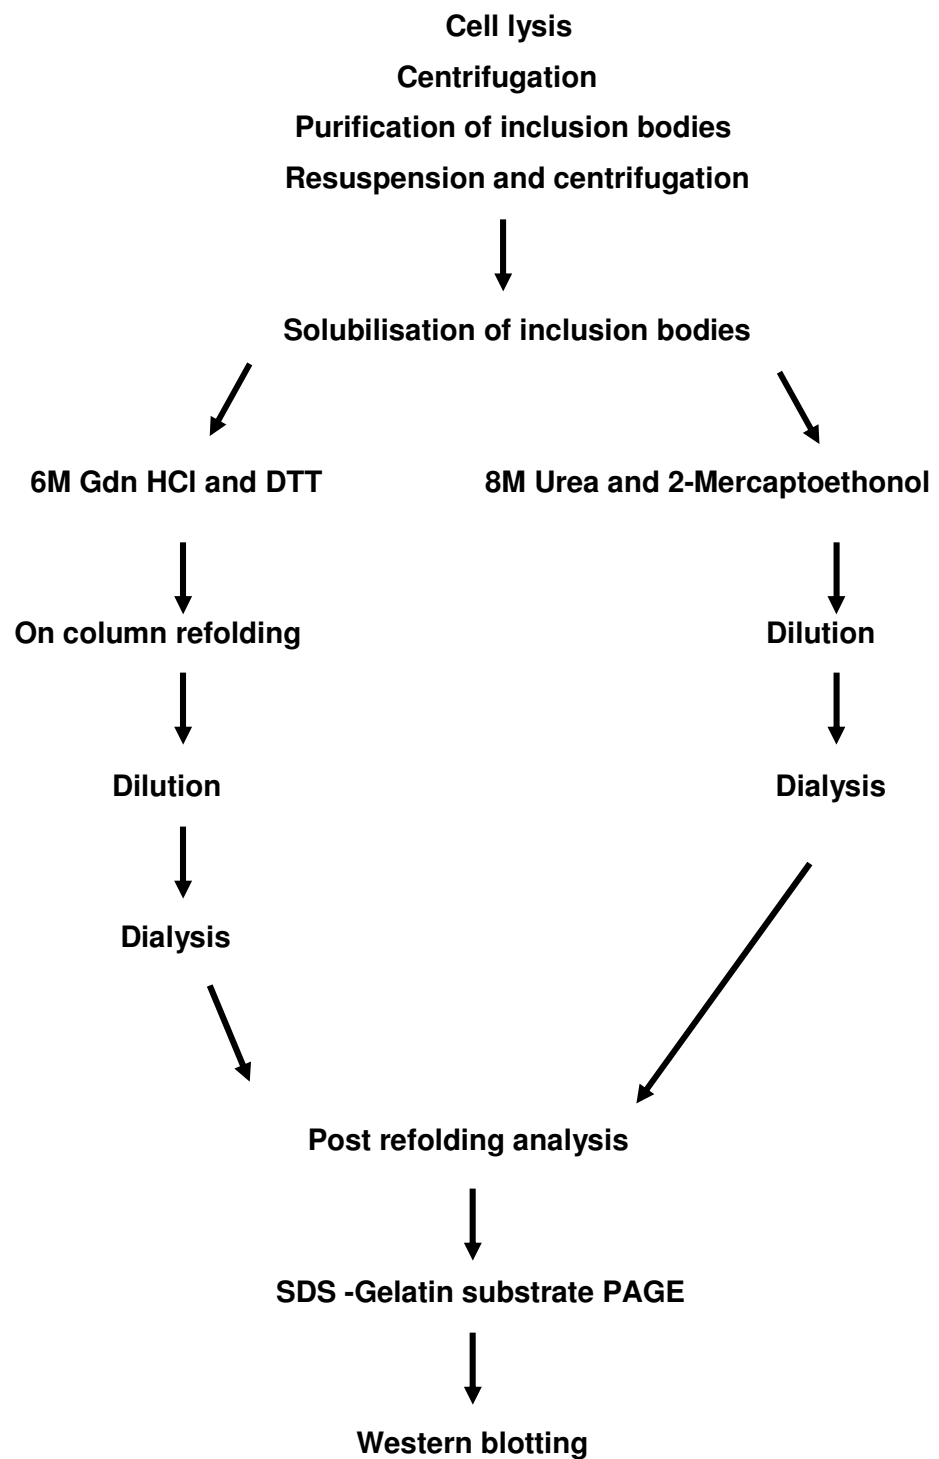 Cell lysis
Centrifugation
Purification of inclusion bodies
Resuspension and centrifugation
Solubilisation of inclusion bodies
6M Gdn HCl and DTT
8M Urea and 2-Mercaptoethonol
On column refolding
Dilution
Dilution
Dialysis
Dialysis
Post refolding analysis
SDS -Gelatin substrate PAGE
Western blotting